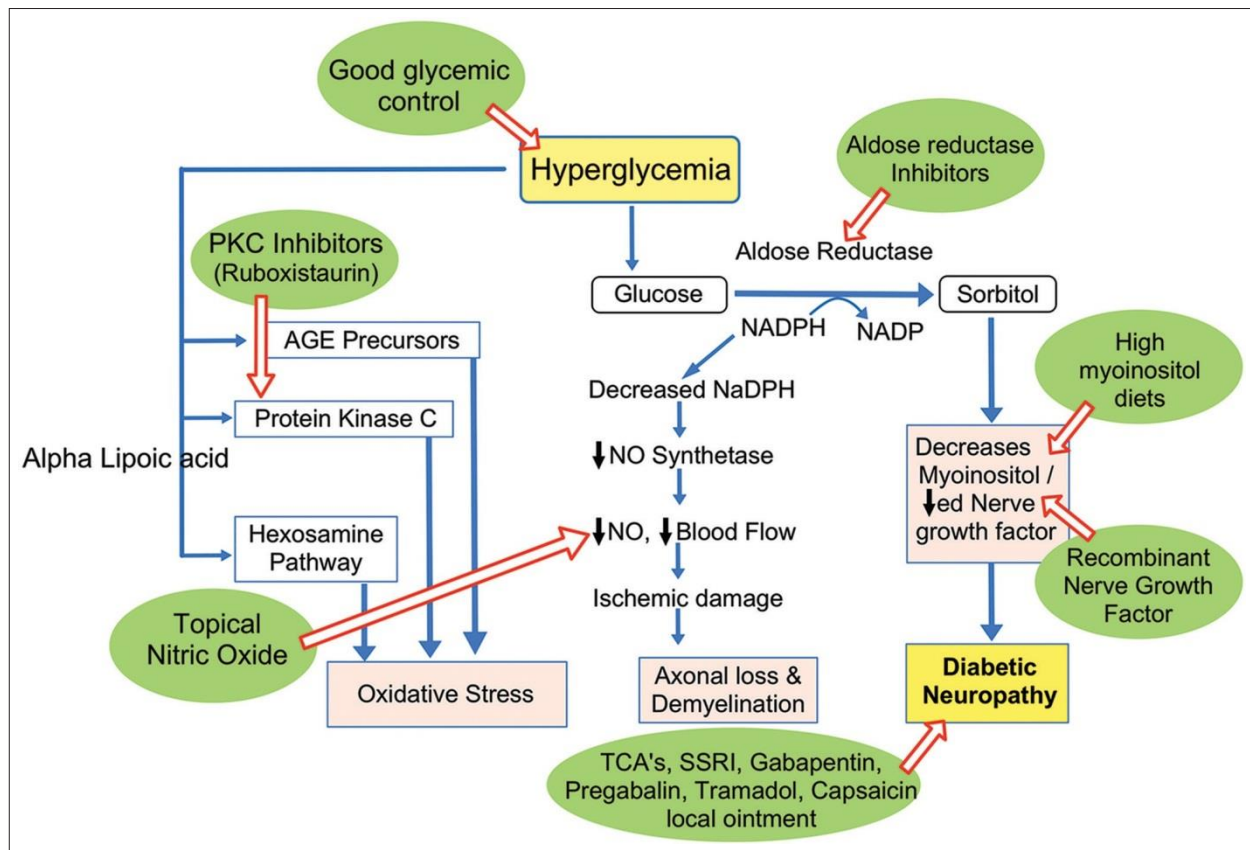 Good glycemic
control
Hyperglycemia
Aldose reductase
Inhibitors
PKC Inhibitors
(Ruboxistaurin)
Aldose Reductase
Glucose
Sorbitol
NADPH
NADP
AGE Precursors
High
myoinositol
diets
Decreased NaDPH
Protein Kinase C
Alpha Lipoic acid
↓NO Synthetase
Decreases
Myoinositol /
↓ed Nerve
growth factor
Hexosamine
Pathway
↓NO, ↓Blood Flow
Recombinant
Nerve Growth
Factor
Ischemic damage
Topical
Nitric Oxide
Oxidative Stress
Axonal loss &
Demyelination
Diabetic
Neuropathy
TCA's, SSRI, Gabapentin,
Pregabalin, Tramadol, Capsaicin
local ointment